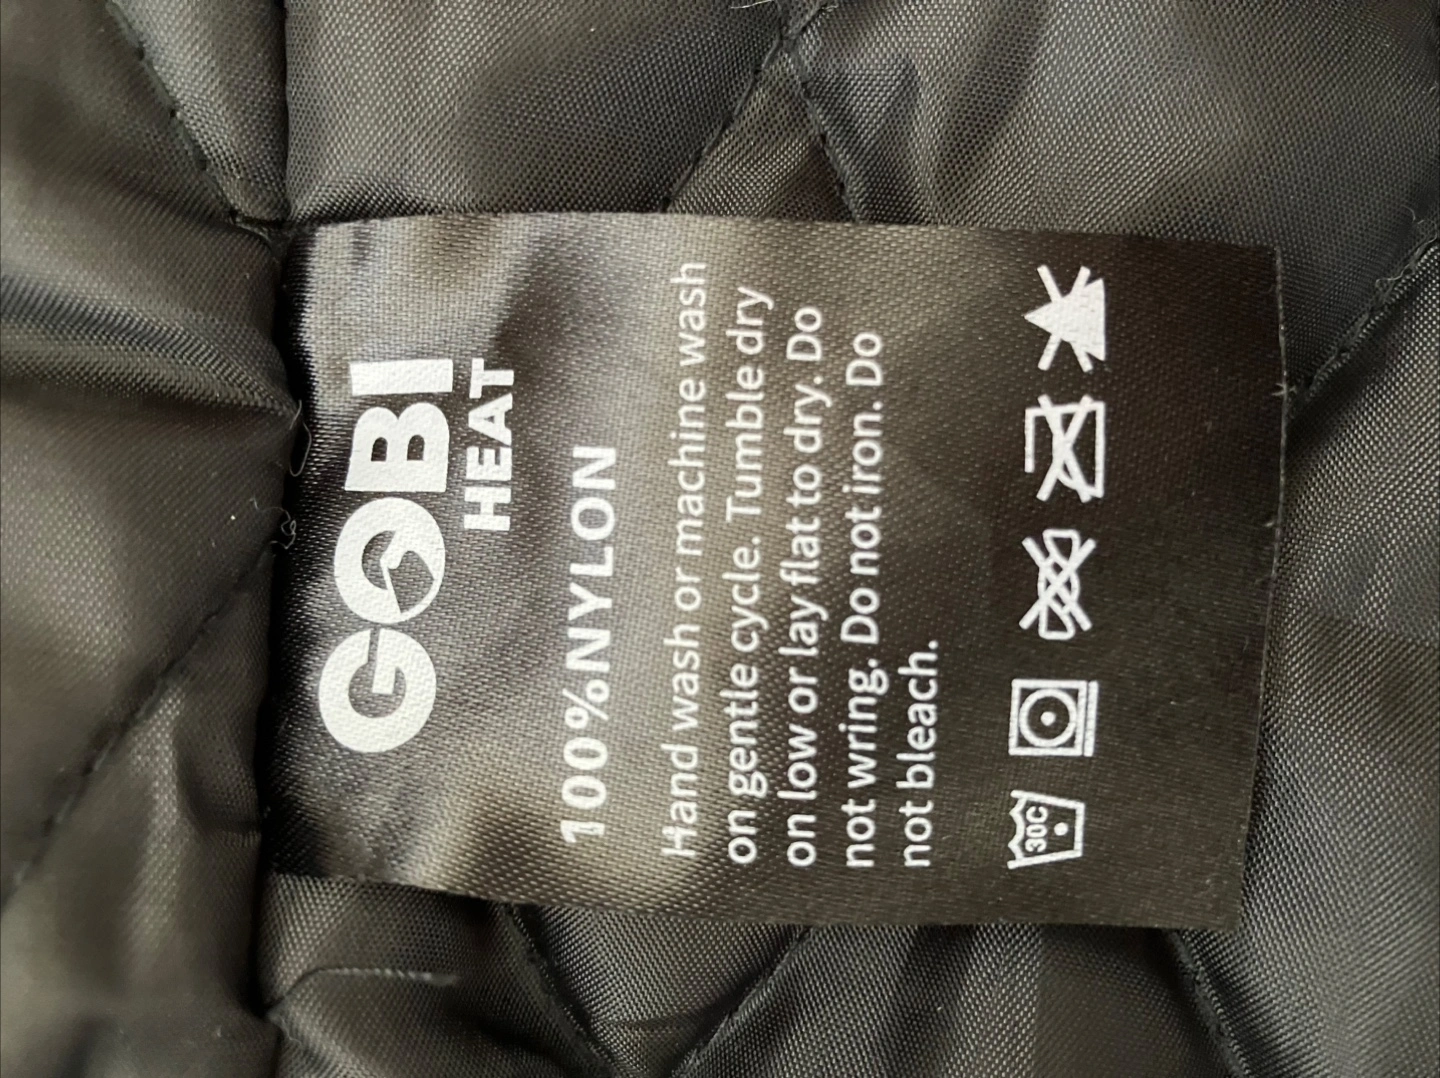 GOBI
HEAT
100%NYLON
Hand wash or machine wash
on gentle cycle. Tumble dry
on low or lay flat to dry. Do
not wring. Do not iron. Do
not bleach.
30C